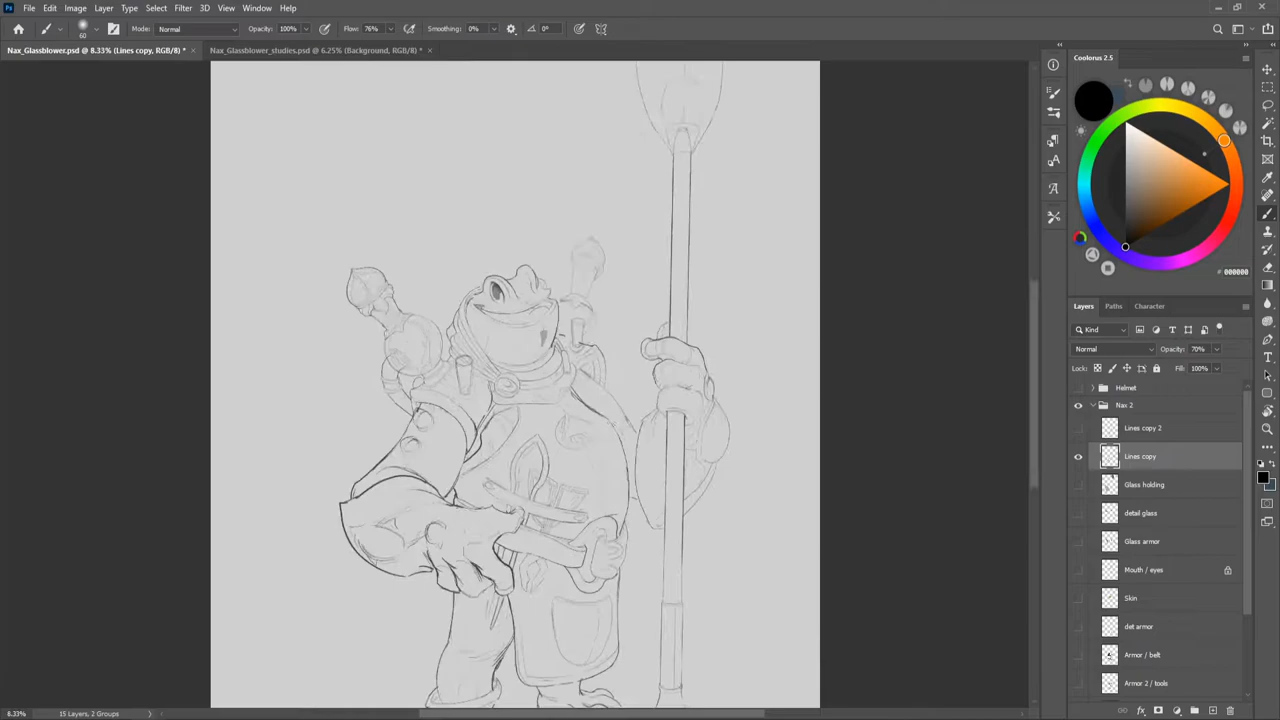 Ps File Edit Image Layer Type Select Filter 3D View Window Help
60 Mode: Normal Opacity: 100% Flow: 76% Smoothing: 0% 0°
Nax_Glassblower.psd @ 8.33% (Lines copy, RGB/8) * × Nax_Glassblower_studies.psd @ 6.25% (Background, RGB/8) * ×
Coolorus 2.5
# 000000
Layers Paths Character
Kind
Normal Opacity: 70%
Lock: Fill: 100%
Helmet
Nax 2
Lines copy 2
Lines copy
Glass holding
detail glass
Glass armor
Mouth / eyes
Skin
det armor
Armor / belt
Armor 2 / tools
8.33% 15 Layers, 2 Groups